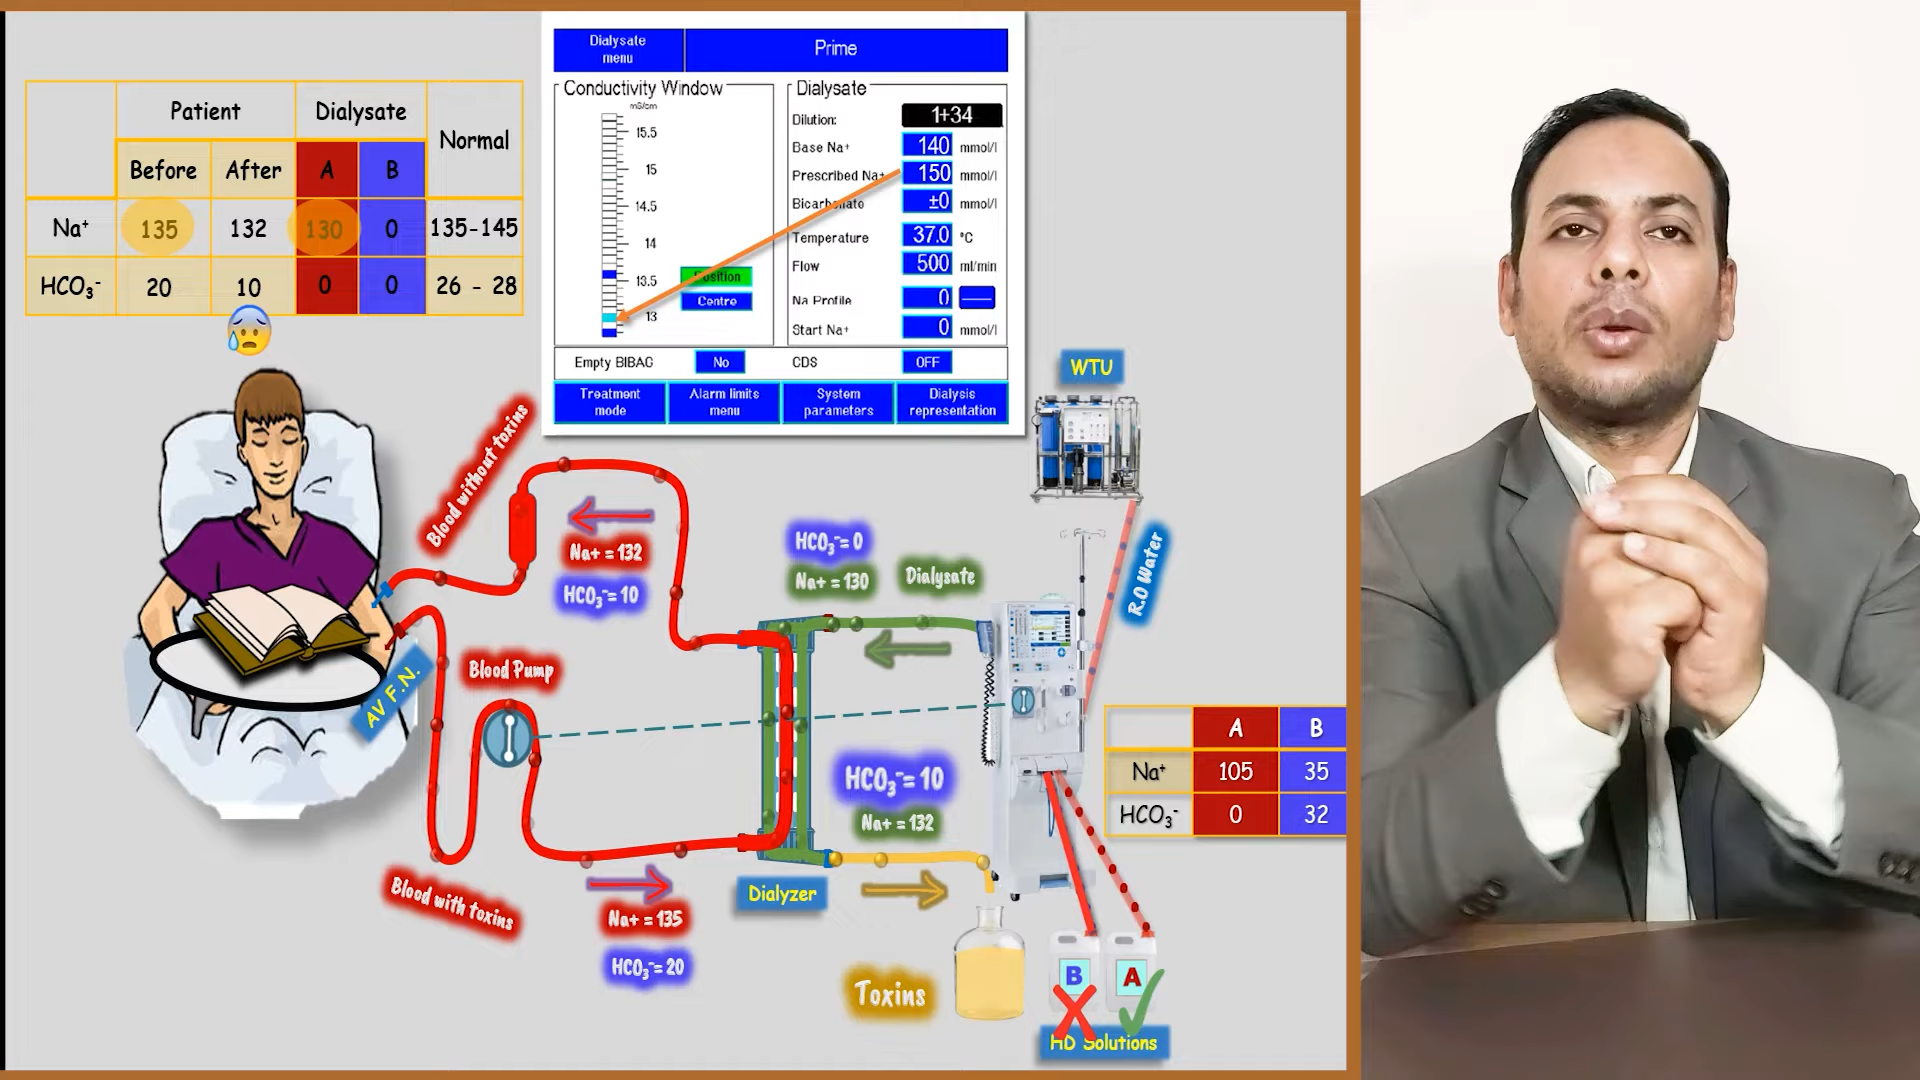 Patient
Dialysate
Normal
Before
After
A
B
Na⁺
135
132
130
0
135-145
HCO₃⁻
20
10
0
0
26 - 28
Dialysate
menu
Prime
Conductivity Window
mS/cm
15.5
15
14.5
14
13.5
13
Position
Centre
Dialysate
Dilution:
1+34
Base Na⁺
140
mmol/l
Prescribed Na⁺
150
mmol/l
Bicarbonate
±0
mmol/l
Temperature
37.0
°C
Flow
500
ml/min
Na Profile
0
Start Na⁺
0
mmol/l
Empty BIBAG
No
CDS
OFF
Treatment
mode
Alarm limits
menu
System
parameters
Dialysis
representation
WTU
R.O Water
Blood without toxins
Na+ = 132
HCO₃⁻= 10
HCO₃⁻= 0
Na+ = 130
Dialysate
AV F.N.
Blood Pump
HCO₃⁻= 10
Na+ = 132
Blood with toxins
Na+ = 135
HCO₃⁻= 20
Dialyzer
Toxins
A
B
Na⁺
105
35
HCO₃⁻
0
32
B
A
HD Solutions